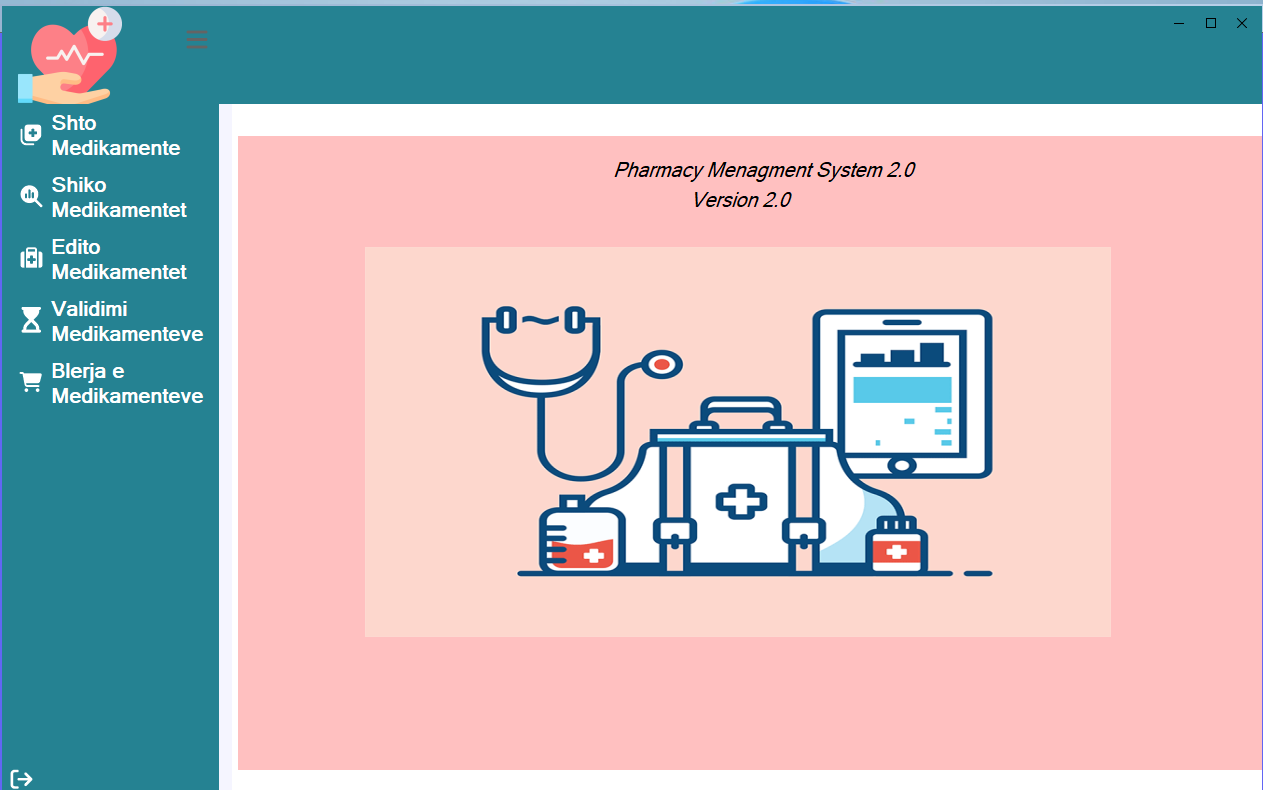 Shto
Medikamente
Shiko
Medikamentet
Edito
Medikamentet
Validimi
Medikamenteve
Blerja e
Medikamenteve
Pharmacy Menagment System 2.0
Version 2.0